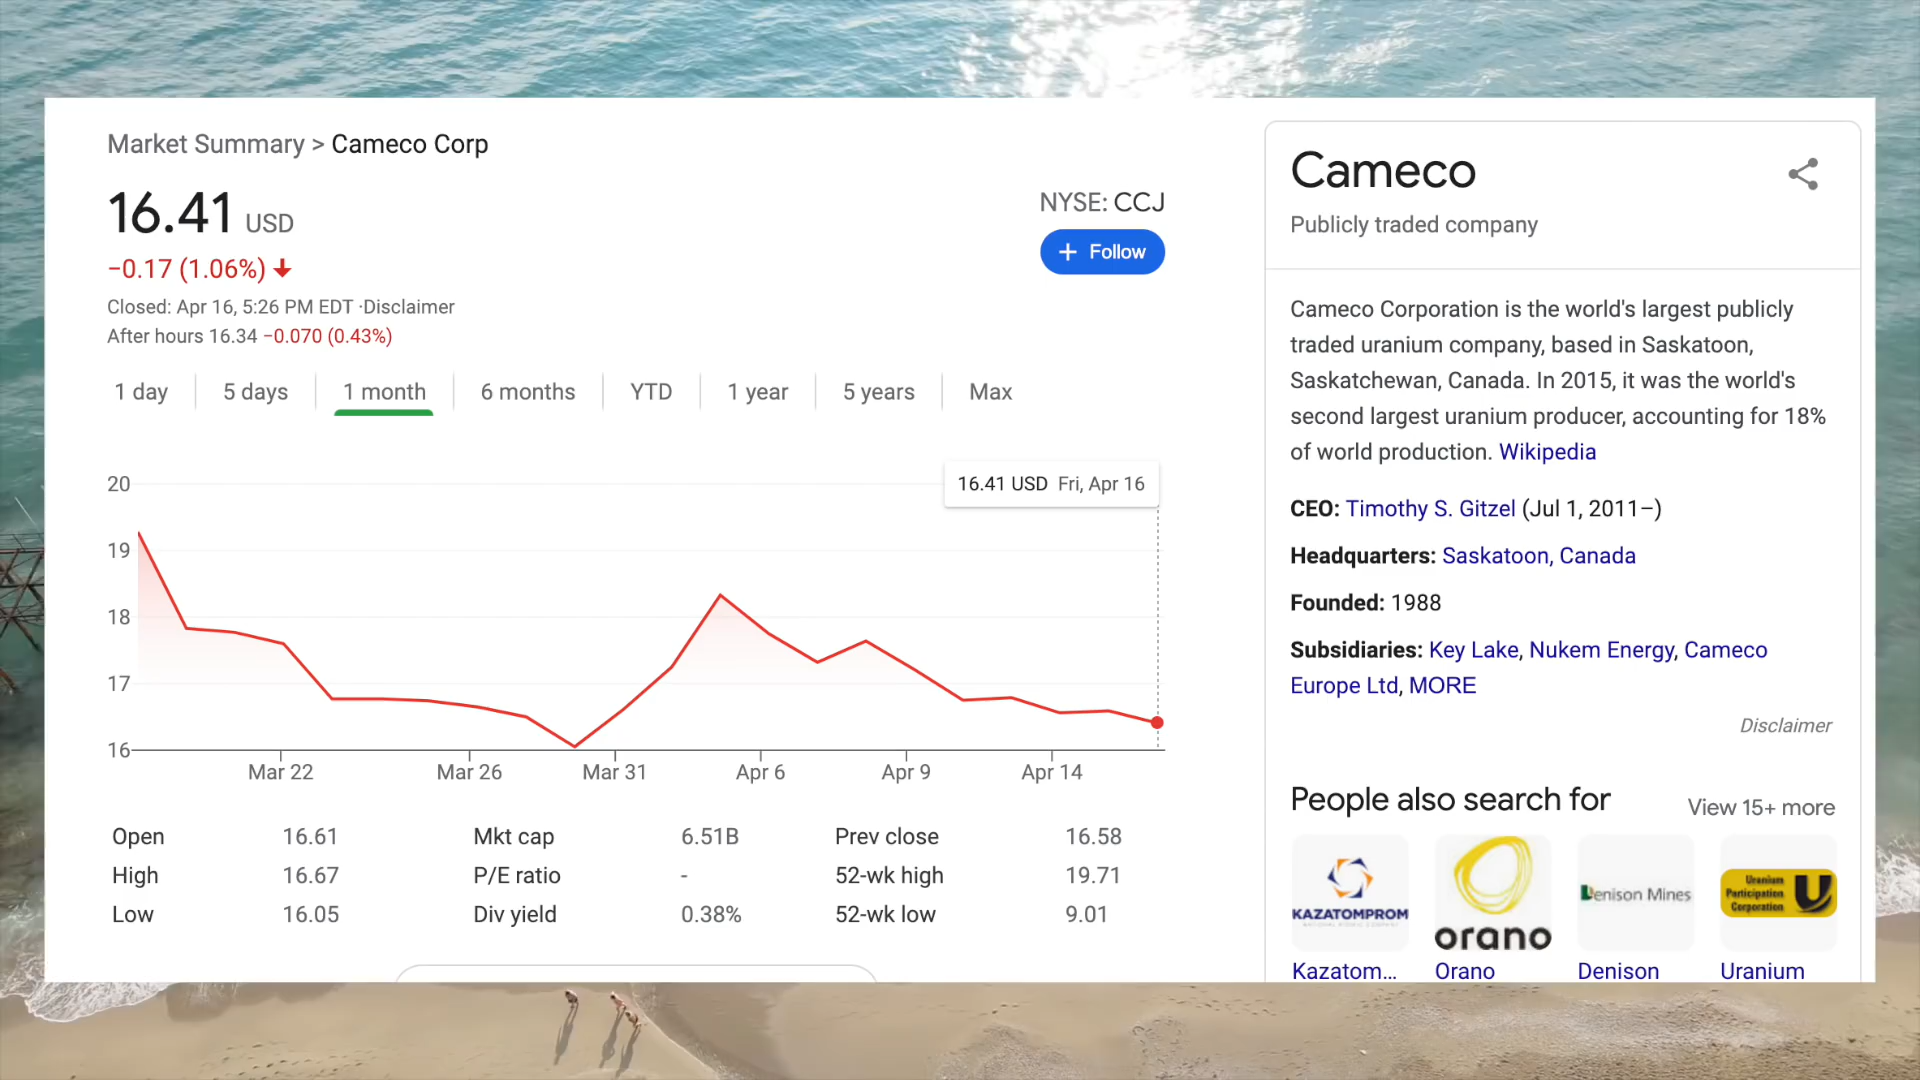 Market Summary > Cameco Corp
16.41 USD
−0.17 (1.06%)
Closed: Apr 16, 5:26 PM EDT ·Disclaimer
After hours 16.34 −0.070 (0.43%)
NYSE: CCJ
+ Follow
1 day
5 days
1 month
6 months
YTD
1 year
5 years
Max
16.41 USD Fri, Apr 16
20
19
18
17
16
Mar 22
Mar 26
Mar 31
Apr 6
Apr 9
Apr 14
Open 16.61 Mkt cap 6.51B Prev close 16.58
High 16.67 P/E ratio - 52-wk high 19.71
Low 16.05 Div yield 0.38% 52-wk low 9.01
Cameco
Publicly traded company
Cameco Corporation is the world's largest publicly
traded uranium company, based in Saskatoon,
Saskatchewan, Canada. In 2015, it was the world's
second largest uranium producer, accounting for 18%
of world production. Wikipedia
CEO: Timothy S. Gitzel (Jul 1, 2011–)
Headquarters: Saskatoon, Canada
Founded: 1988
Subsidiaries: Key Lake, Nukem Energy, Cameco
Europe Ltd, MORE
Disclaimer
People also search for
View 15+ more
KAZATOMPROM
orano
Denison Mines
Uranium
Participation
Corporation
U
Kazatom...
Orano
Denison
Uranium